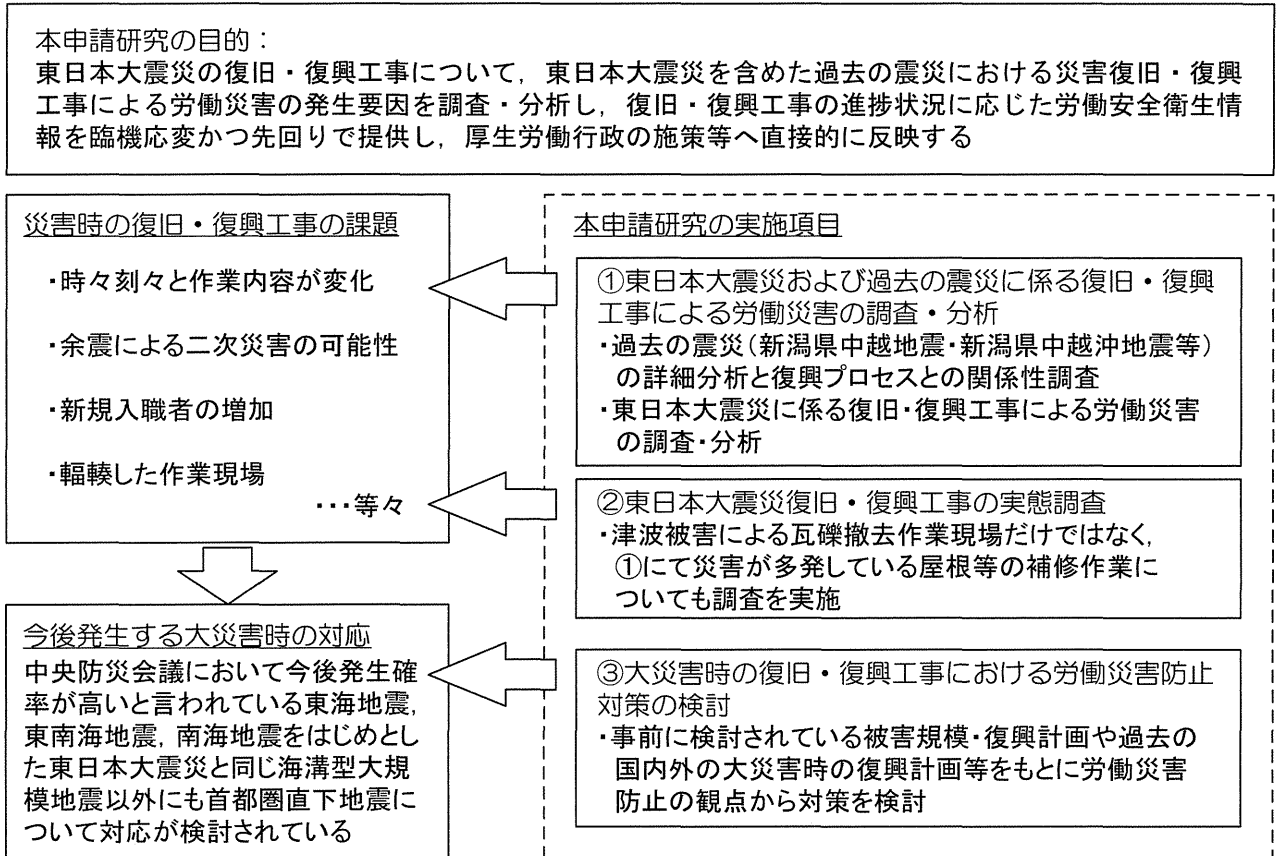 本申請研究の目的：
東日本大震災の復旧・復興工事について，東日本大震災を含めた過去の震災における災害復旧・復興
工事による労働災害の発生要因を調査・分析し，復旧・復興工事の進捗状況に応じた労働安全衛生情
報を臨機応変かつ先回りで提供し，厚生労働行政の施策等へ直接的に反映する
災害時の復旧・復興工事の課題
・時々刻々と作業内容が変化
・余震による二次災害の可能性
・新規入職者の増加
・輻輳した作業現場
・・・等々
今後発生する大災害時の対応
中央防災会議において今後発生確
率が高いと言われている東海地震，
東南海地震，南海地震をはじめとし
た東日本大震災と同じ海溝型大規
模地震以外にも首都圏直下地震に
ついて対応が検討されている
本申請研究の実施項目
①東日本大震災および過去の震災に係る復旧・復興
工事による労働災害の調査・分析
・過去の震災（新潟県中越地震・新潟県中越沖地震等）
の詳細分析と復興プロセスとの関係性調査
・東日本大震災に係る復旧・復興工事による労働災害
の調査・分析
②東日本大震災復旧・復興工事の実態調査
・津波被害による瓦礫撤去作業現場だけではなく，
①にて災害が多発している屋根等の補修作業に
ついても調査を実施
③大災害時の復旧・復興工事における労働災害防止
対策の検討
・事前に検討されている被害規模・復興計画や過去の
国内外の大災害時の復興計画等をもとに労働災害
防止の観点から対策を検討